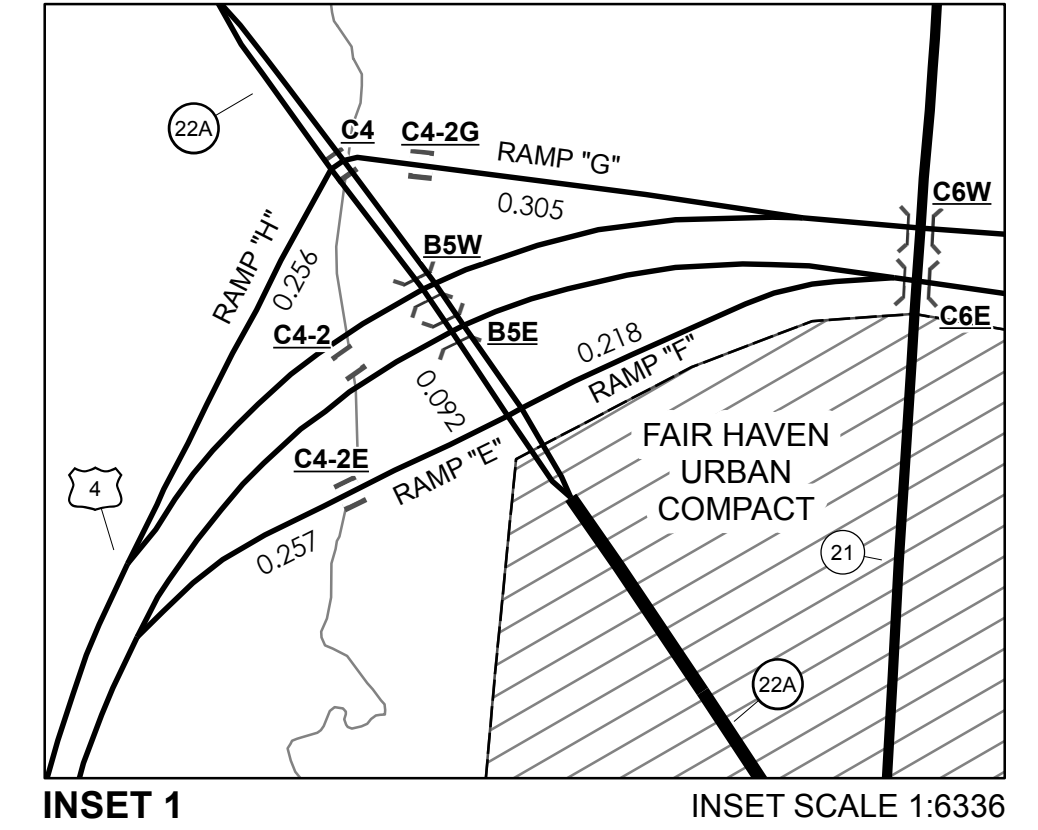 22A
C4
C4-2G
RAMP "G"
0.305
C6W
RAMP "H"
0.256
B5W
C4-2
B5E
C6E
0.218
RAMP "F"
0.092
C4-2E
RAMP "E"
0.257
4
FAIR HAVEN
URBAN
COMPACT
21
22A
INSET 1
INSET SCALE 1:6336